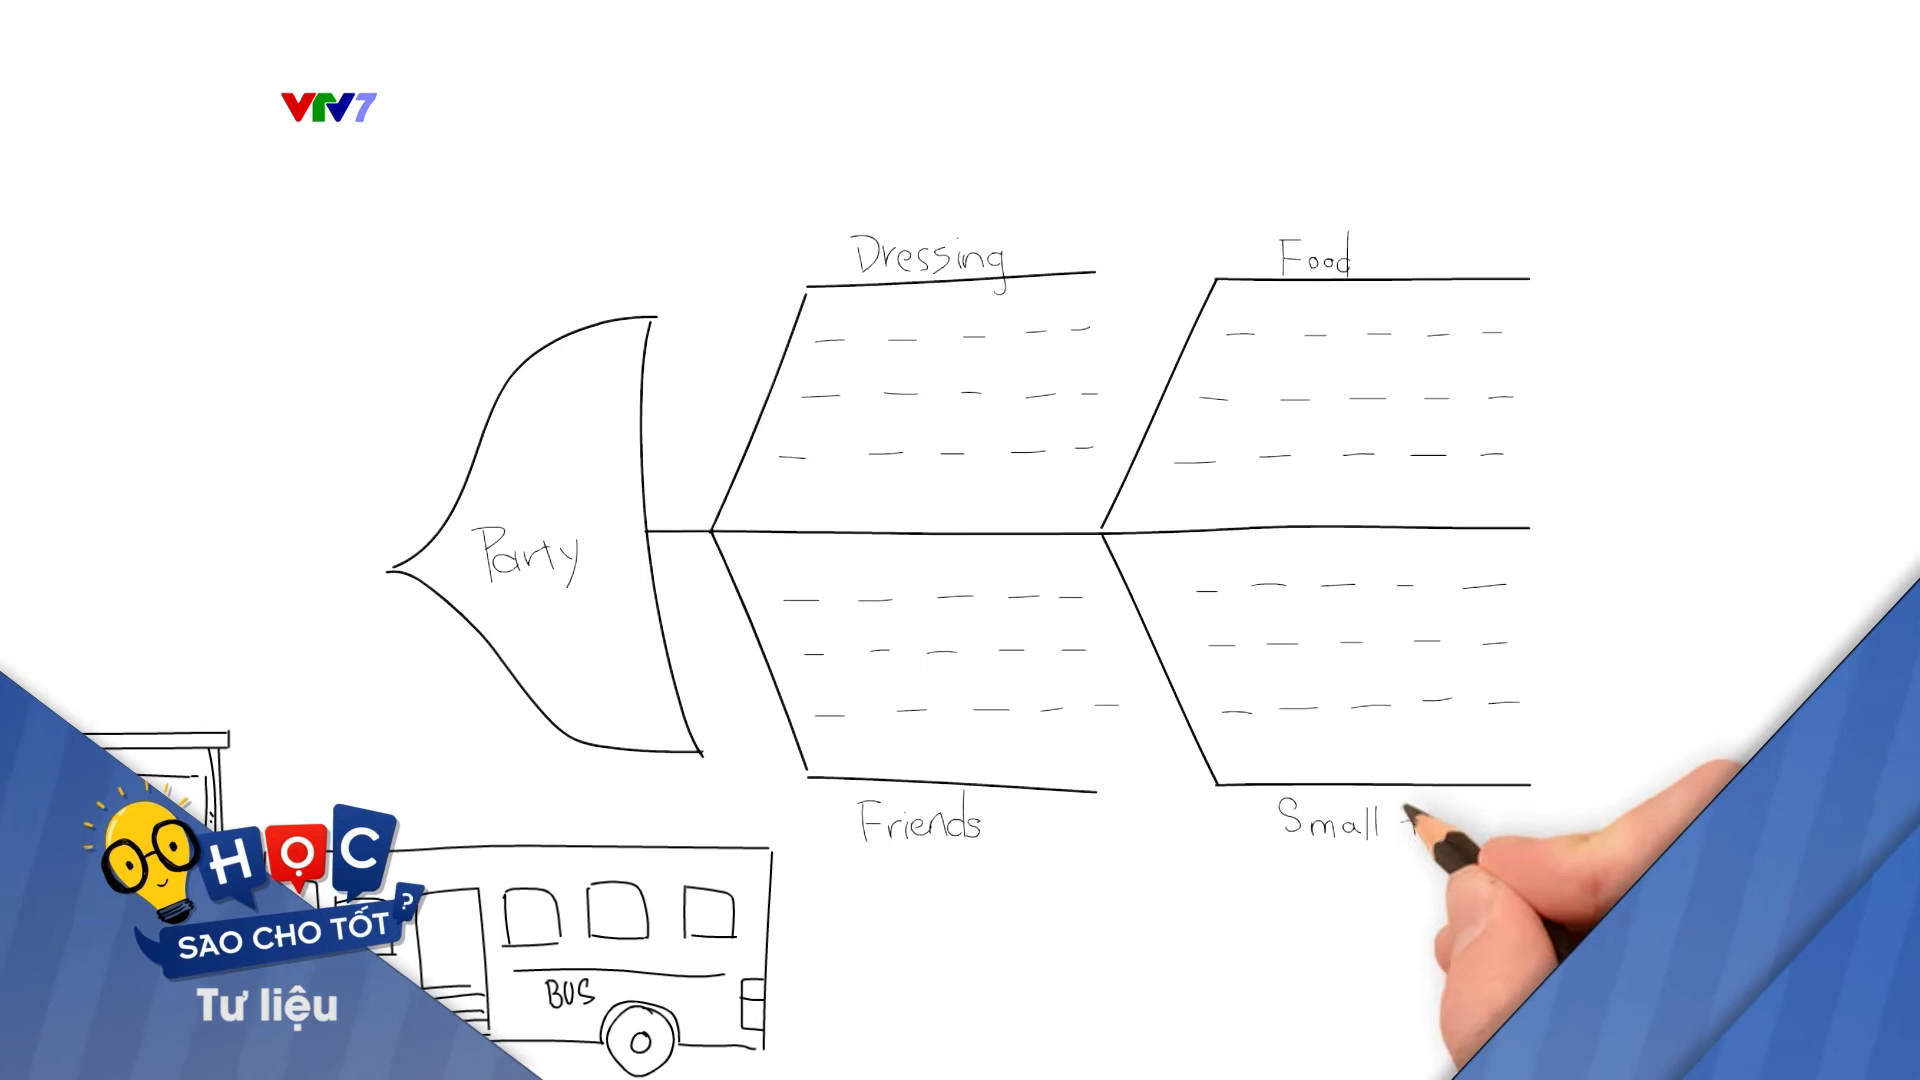 VTV7
Dressing
Food
Party
Friends
Small
HỌC
SAO CHO TỐT?
Tư liệu
BUS